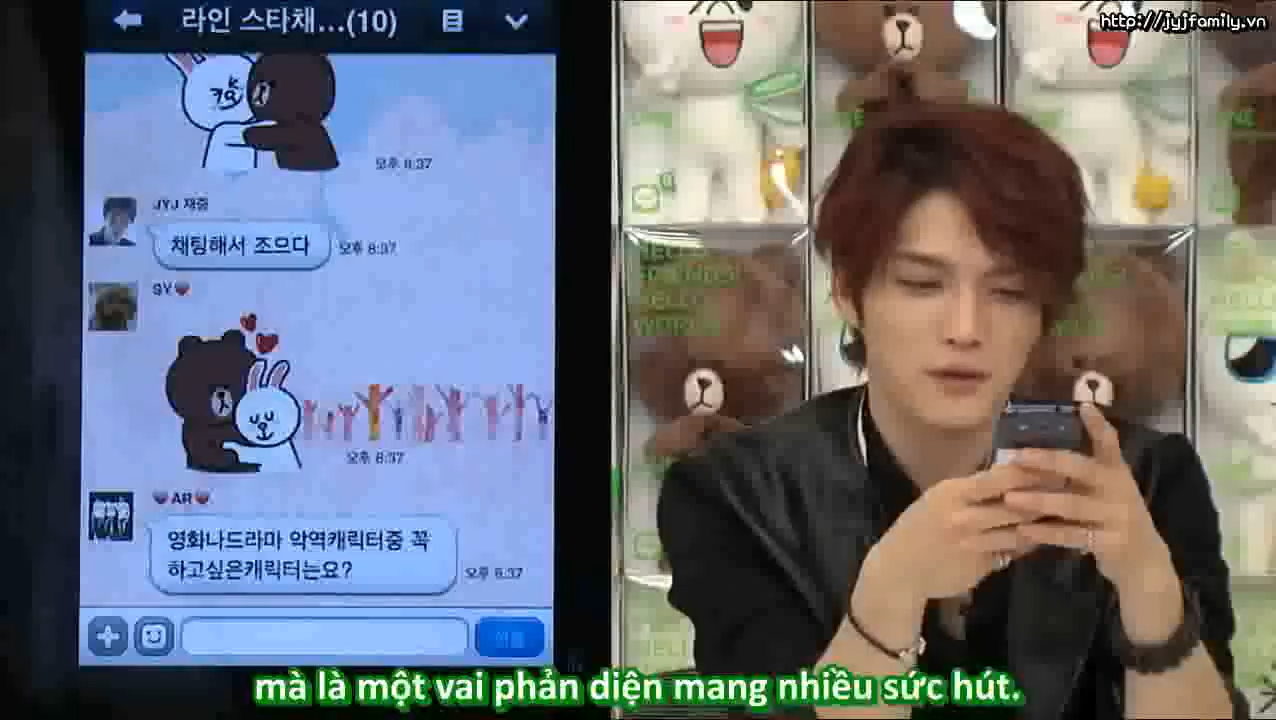 라인 스타채...(10)
http://jyjfamily.vn
오후 8:37
JYJ 재중
채팅해서 조으다
오후 8:37
SY
오후 8:37
AR
영화나드라마 악역캐릭터중 꼭
하고싶은캐릭터는요?
오후 8:37
mà là một vai phản diện mang nhiều sức hút.